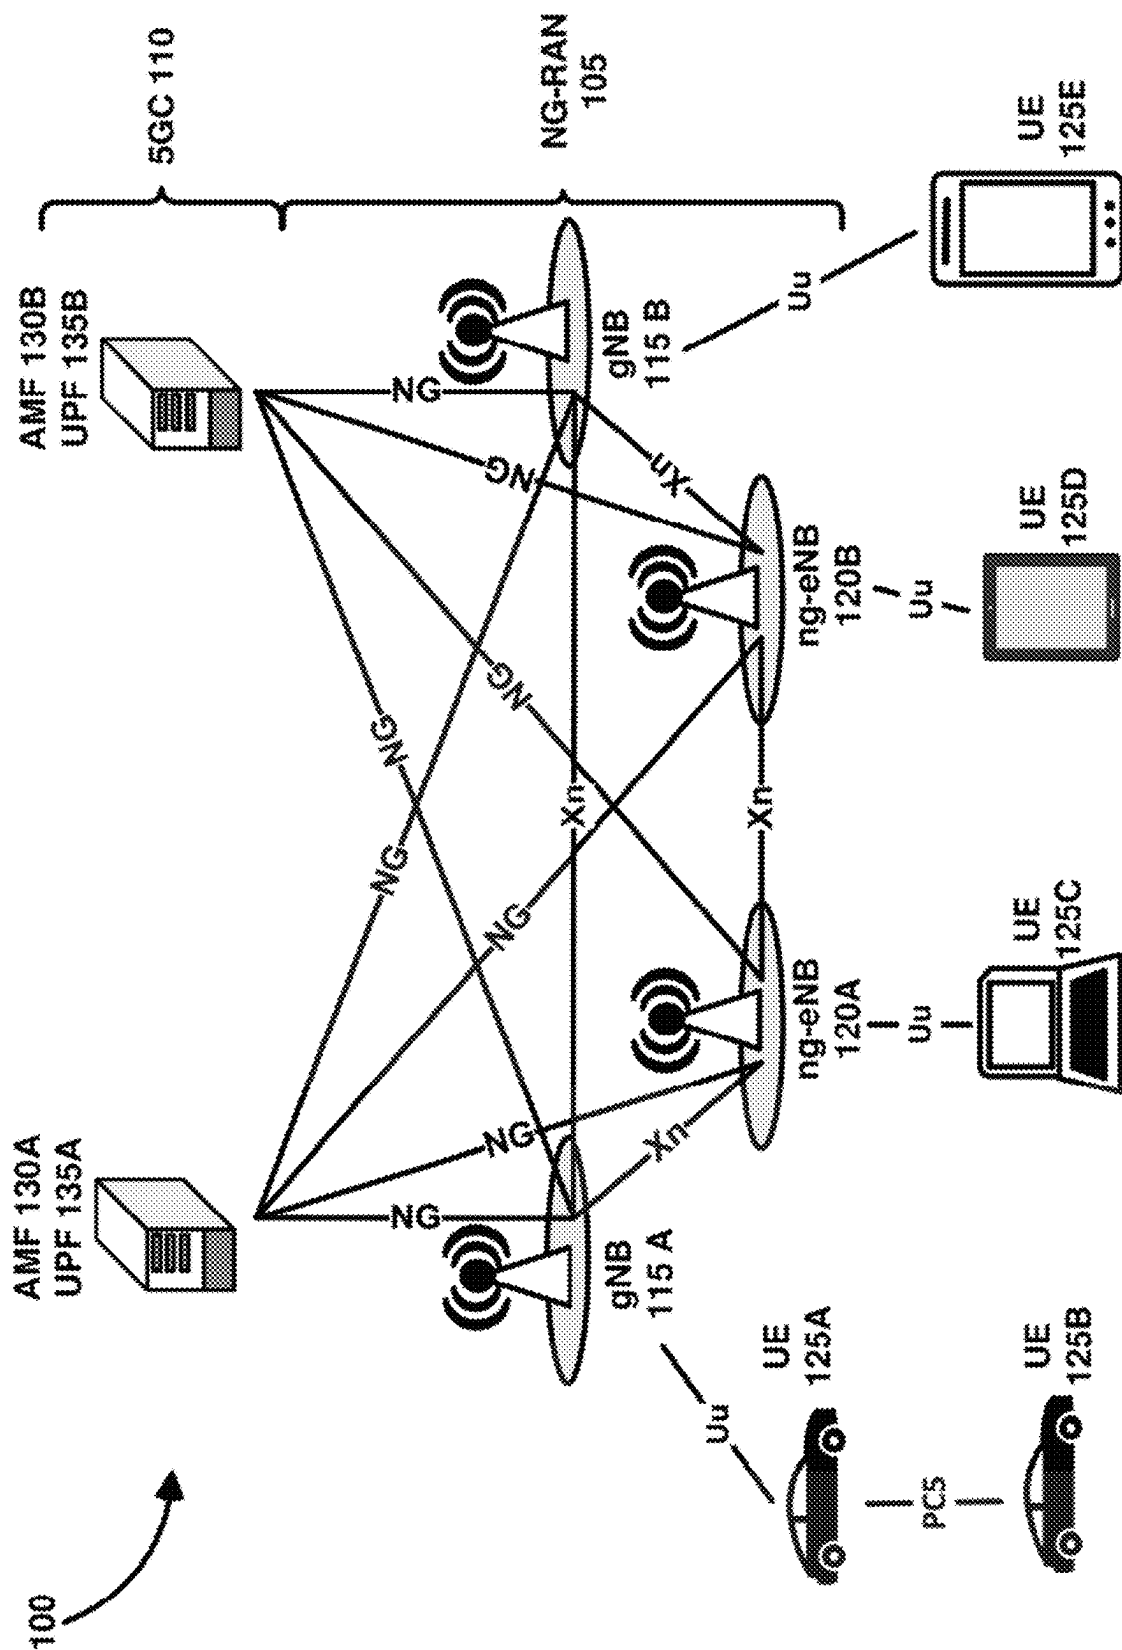 100
AMF 130A
UPF 135A
AMF 130B
UPF 135B
5GC 110
NG-RAN
105
NG
NG
NG
NG
NG
NG
NG
NG
Xn
Xn
Xn
Xn
gNB
115 A
gNB
115 B
ng-eNB
120A
ng-eNB
120B
Uu
Uu
Uu
Uu
UE
125A
PC5
UE
125B
UE
125C
UE
125D
UE
125E